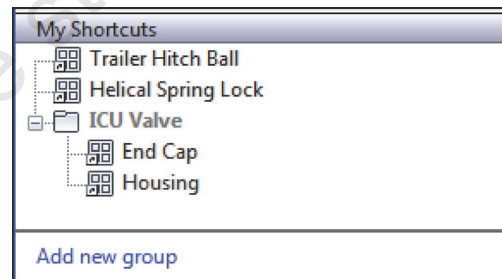 My Shortcuts
Trailer Hitch Ball
Helical Spring Lock
ICU Valve
End Cap
Housing
Add new group